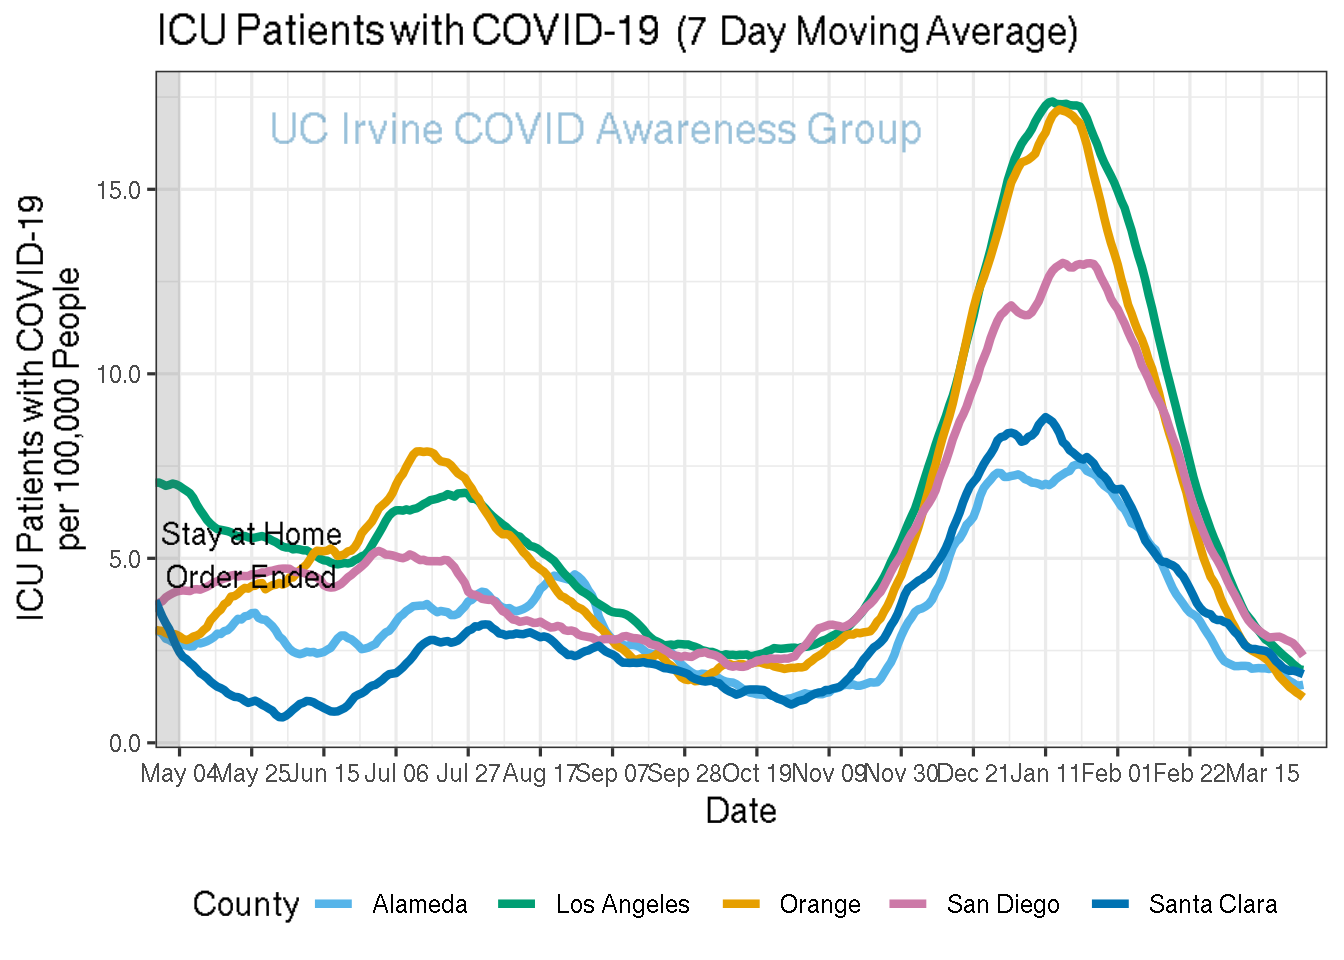 ICU Patients with COVID-19 (7 Day Moving Average)
UC Irvine COVID Awareness Group
ICU Patients with COVID-19
per 100,000 People
15.0
10.0
5.0
0.0
Stay at Home
Order Ended
May 04 May 25 Jun 15 Jul 06 Jul 27 Aug 17 Sep 07 Sep 28 Oct 19 Nov 09 Nov 30 Dec 21 Jan 11 Feb 01 Feb 22 Mar 15
Date
County Alameda Los Angeles Orange San Diego Santa Clara